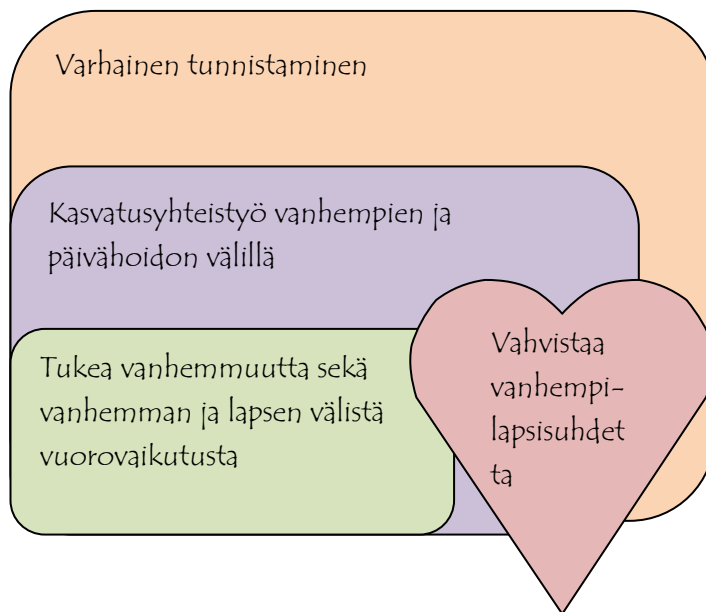 Varhainen tunnistaminen
Kasvatusyhteistyö vanhempien ja
päivähoidon välillä
Tukea vanhemmuutta sekä
vanhemman ja lapsen välistä
vuorovaikutusta
Vahvistaa
vanhempi-
lapsisuhdet
ta